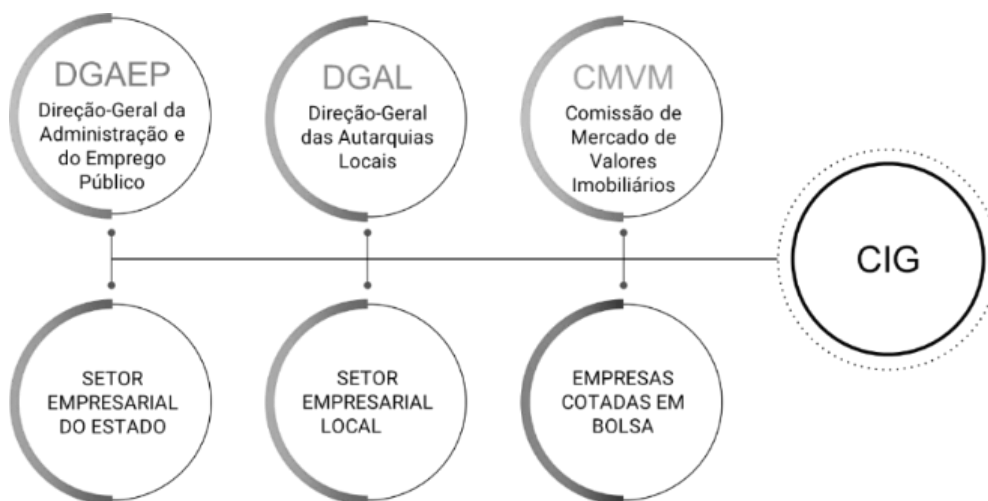 DGAEP
Direção-Geral da
Administração e
do Emprego
Público
DGAL
Direção-Geral
das Autarquias
Locais
CMVM
Comissão de
Mercado de
Valores
Imobiliários
CIG
SETOR
EMPRESARIAL
DO ESTADO
SETOR
EMPRESARIAL
LOCAL
EMPRESAS
COTADAS EM
BOLSA